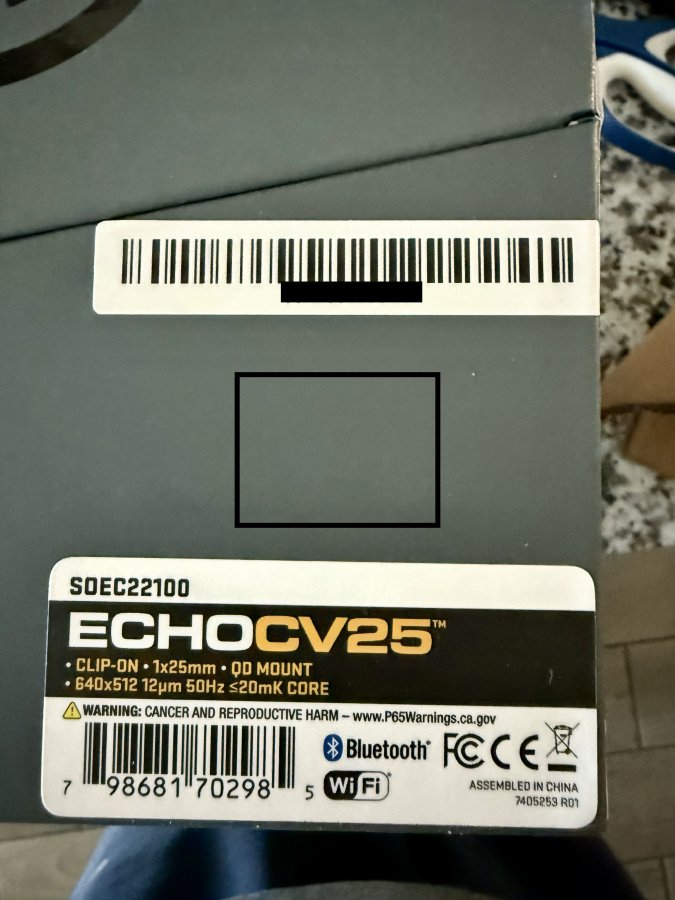 SOEC22100
ECHOCV25™
• CLIP-ON • 1x25mm • QD MOUNT
• 640x512 12µm 50Hz ≤20mK CORE
WARNING: CANCER AND REPRODUCTIVE HARM – www.P65Warnings.ca.gov
Bluetooth® FC CE
7 98681 70298 5
WiFi
ASSEMBLED IN CHINA
7405253 R01